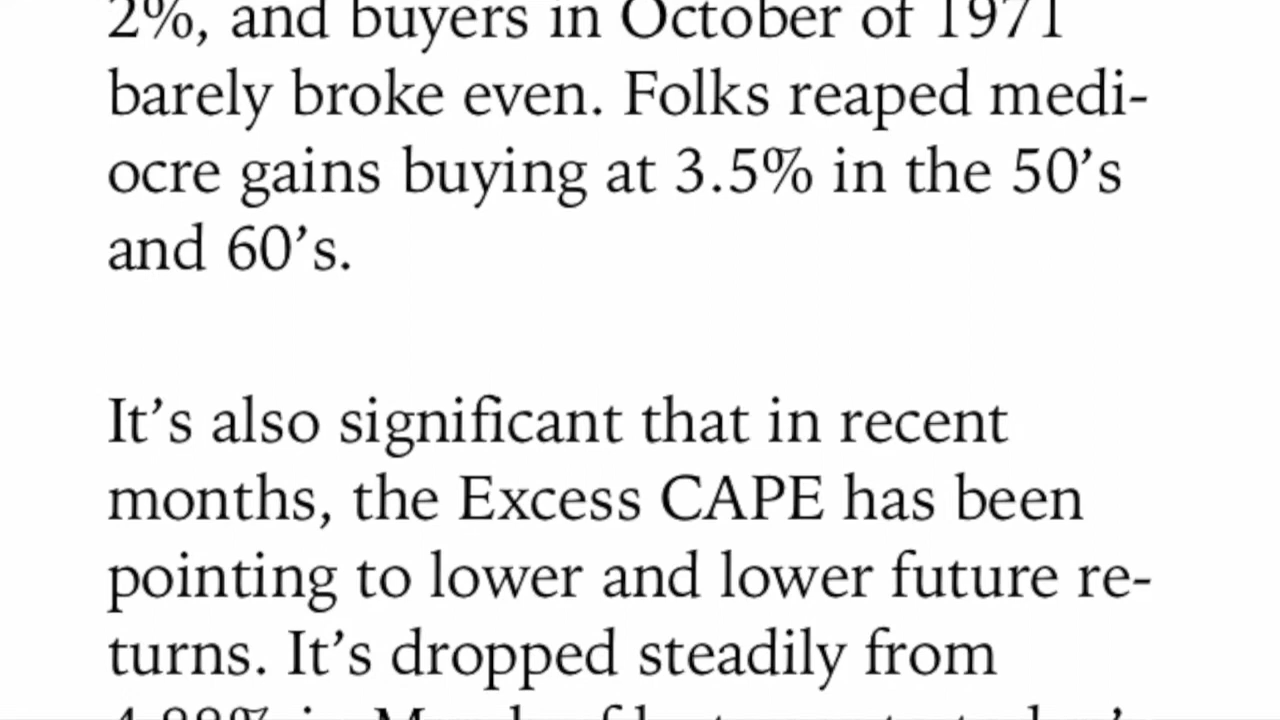 2%, and buyers in October of 1971
barely broke even. Folks reaped medi-
ocre gains buying at 3.5% in the 50’s
and 60’s.
It’s also significant that in recent
months, the Excess CAPE has been
pointing to lower and lower future re-
turns. It’s dropped steadily from